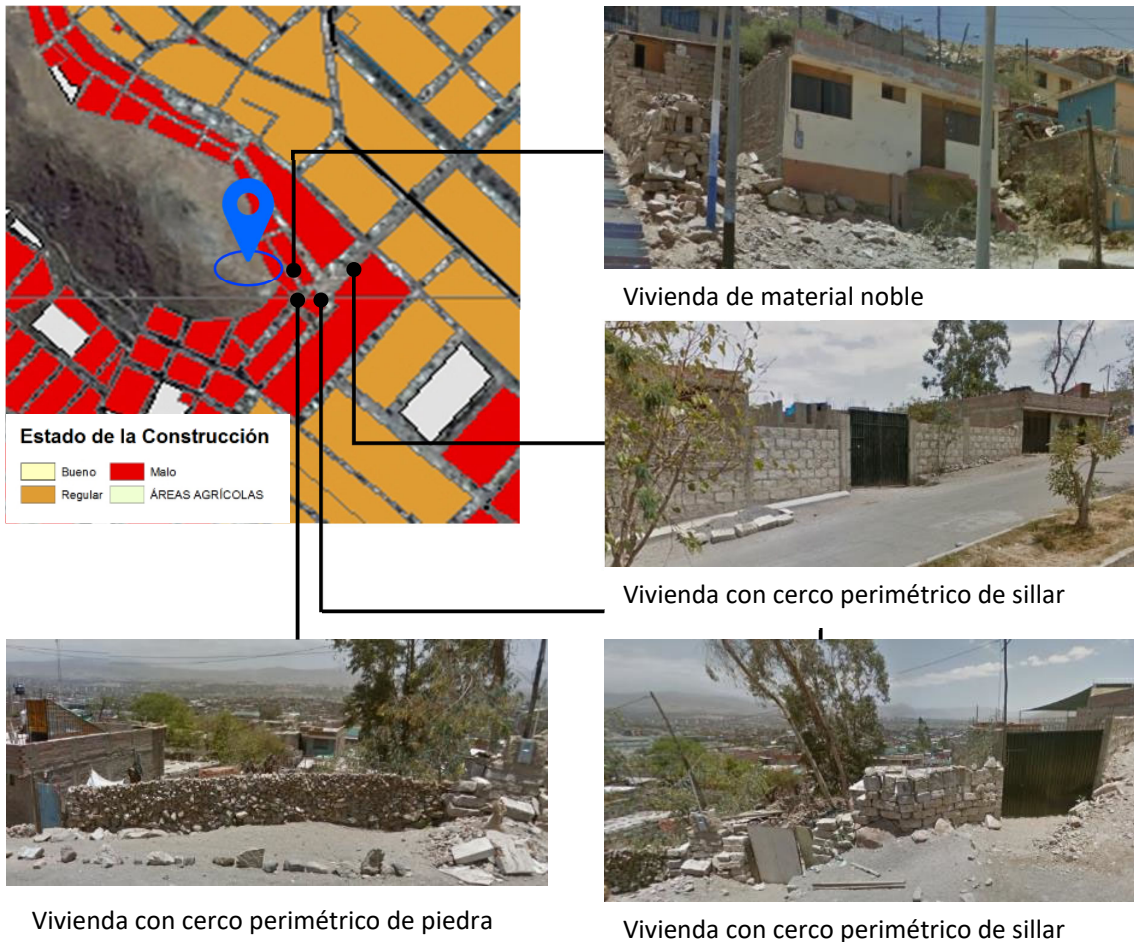 Vivienda de material noble
Estado de la Construcción
Bueno
Malo
Regular
ÁREAS AGRÍCOLAS
Vivienda con cerco perimétrico de sillar
Vivienda con cerco perimétrico de piedra
Vivienda con cerco perimétrico de sillar